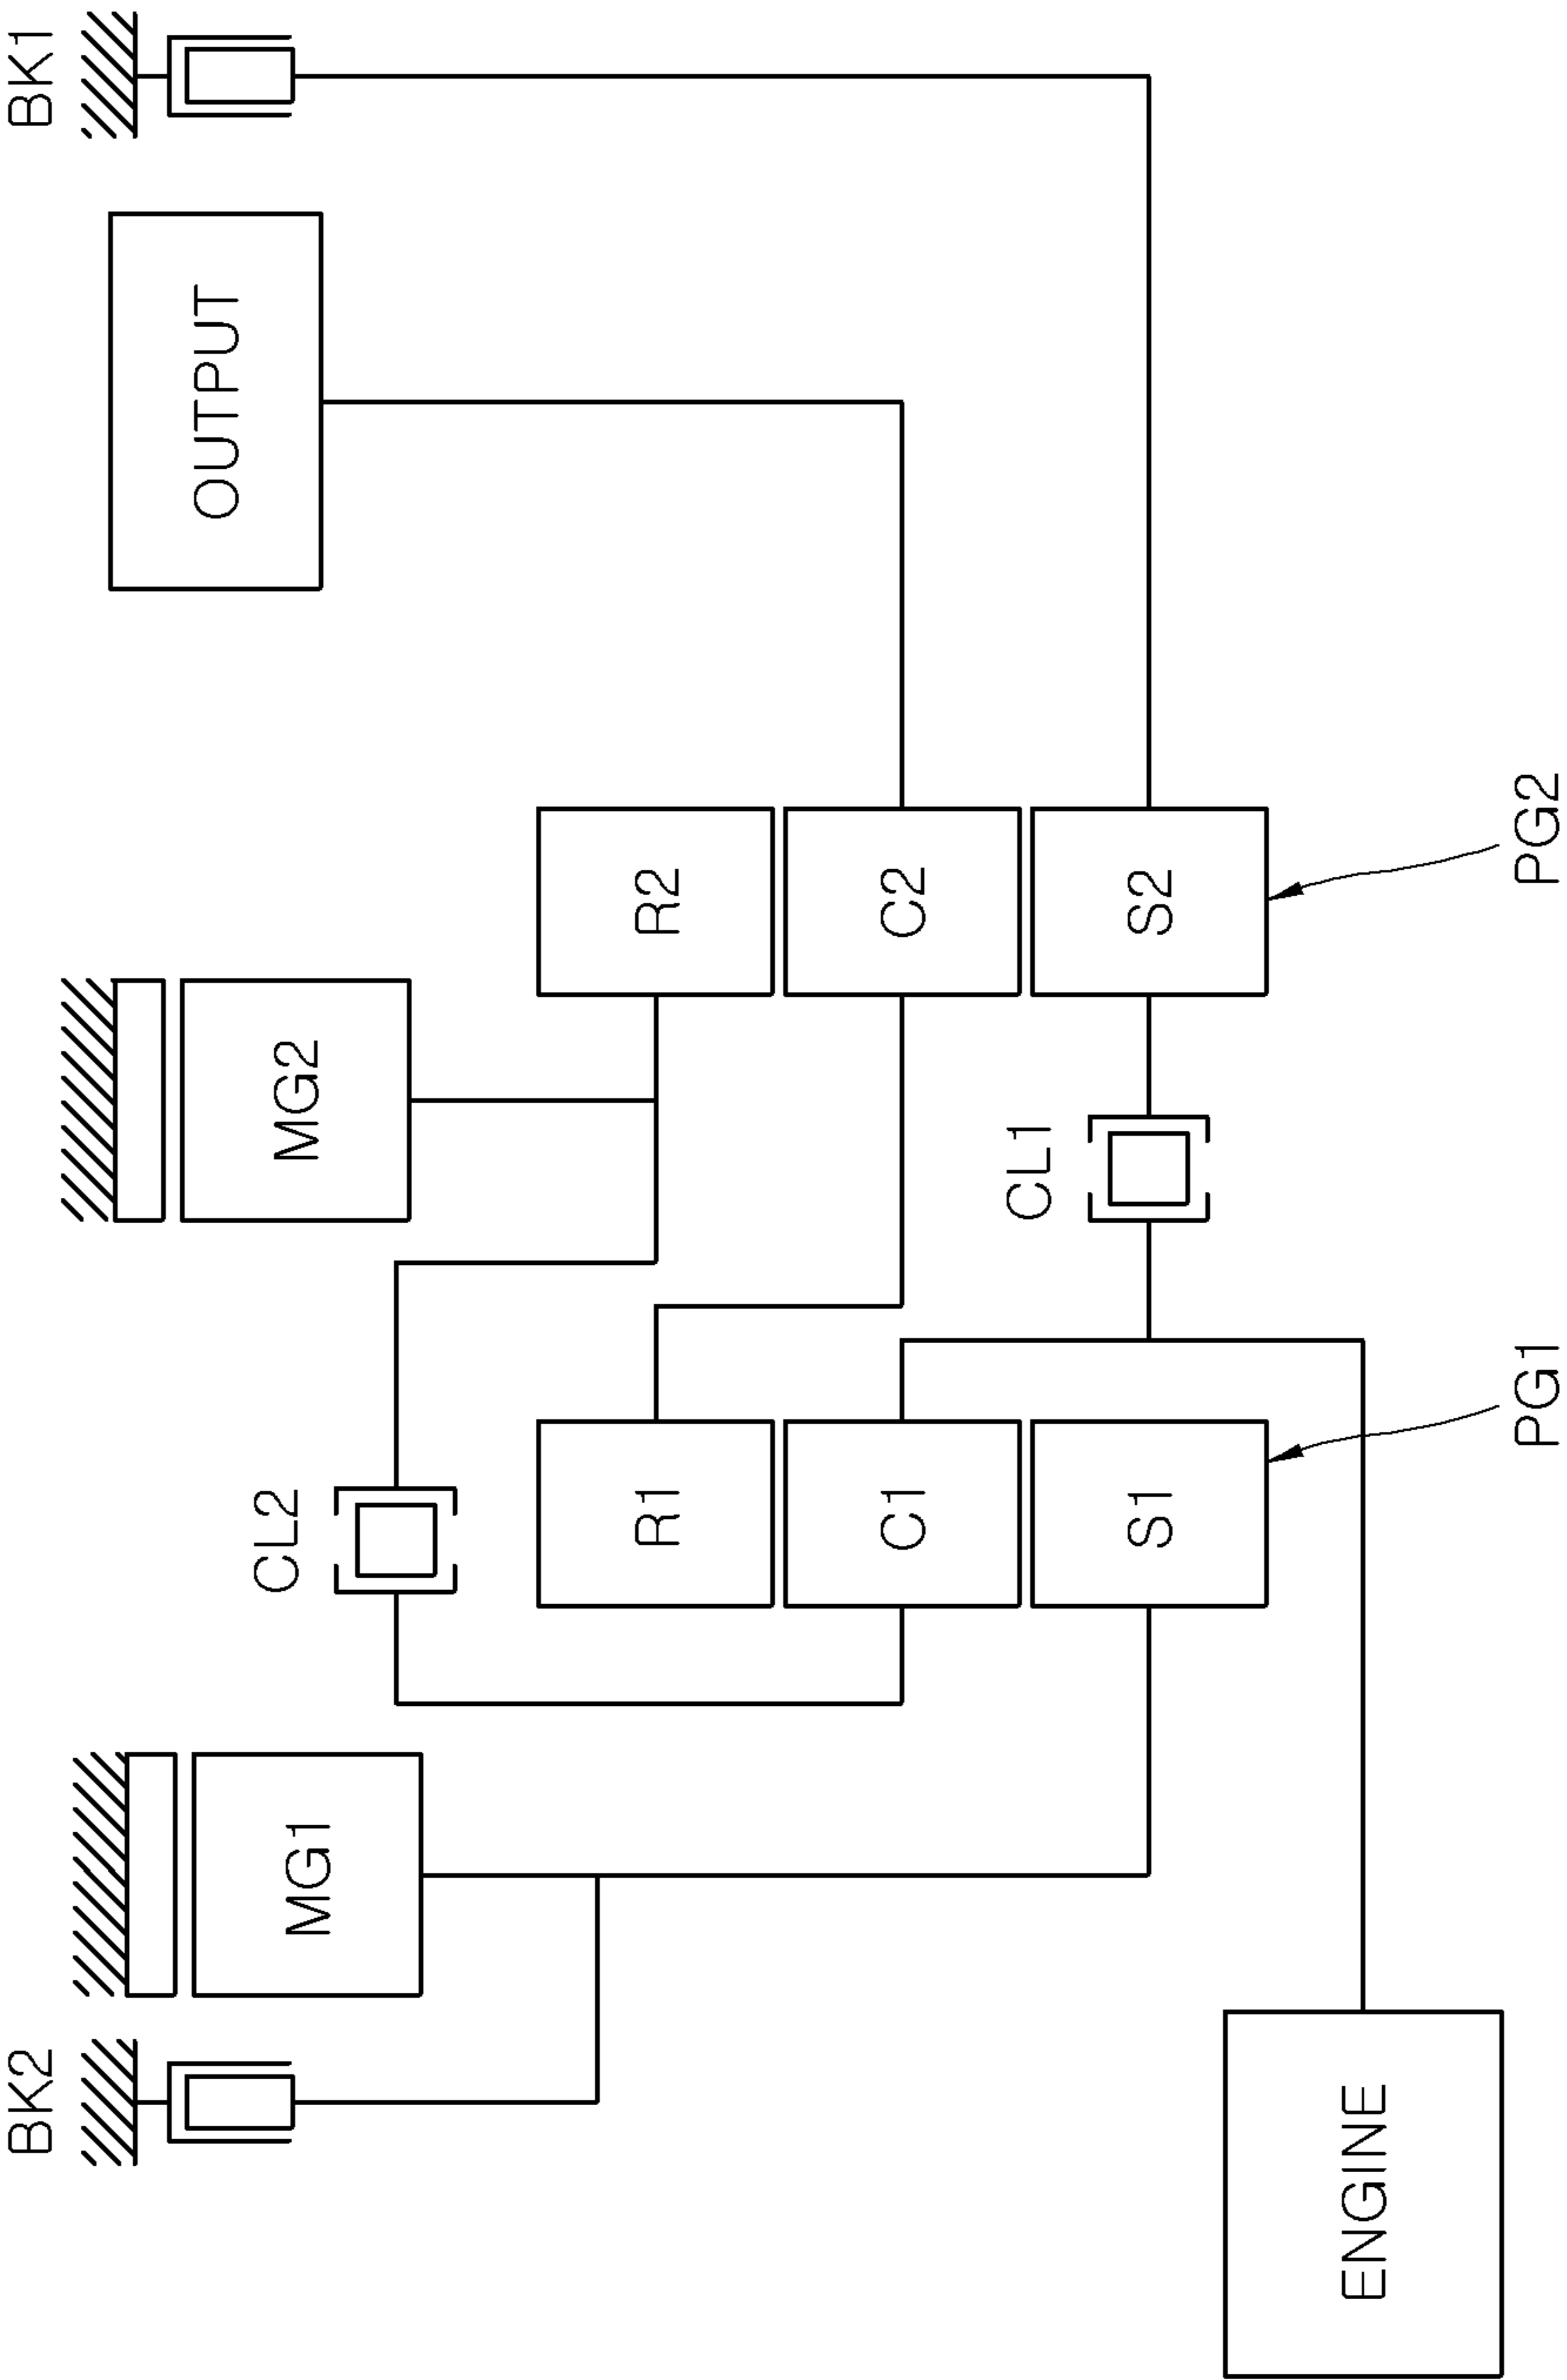 BK2
MG1
CL2
MG2
OUTPUT
BK1
R1
R2
C1
C2
CL1
S1
S2
ENGINE
PG1
PG2